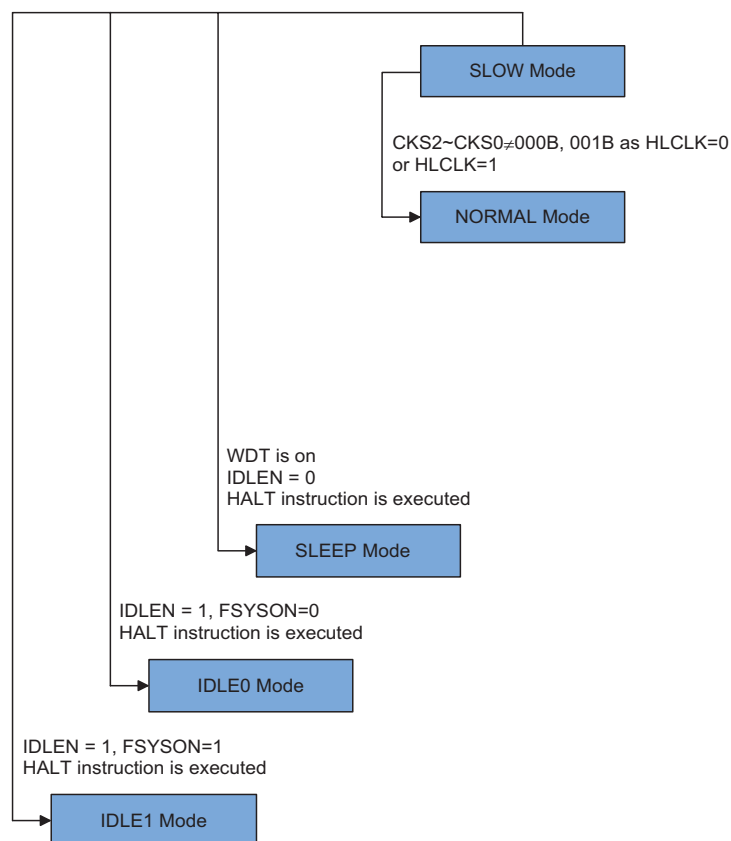 SLOW Mode
CKS2~CKS0≠000B, 001B as HLCLK=0
or HLCLK=1
NORMAL Mode
WDT is on
IDLEN = 0
HALT instruction is executed
SLEEP Mode
IDLEN = 1, FSYSON=0
HALT instruction is executed
IDLE0 Mode
IDLEN = 1, FSYSON=1
HALT instruction is executed
IDLE1 Mode